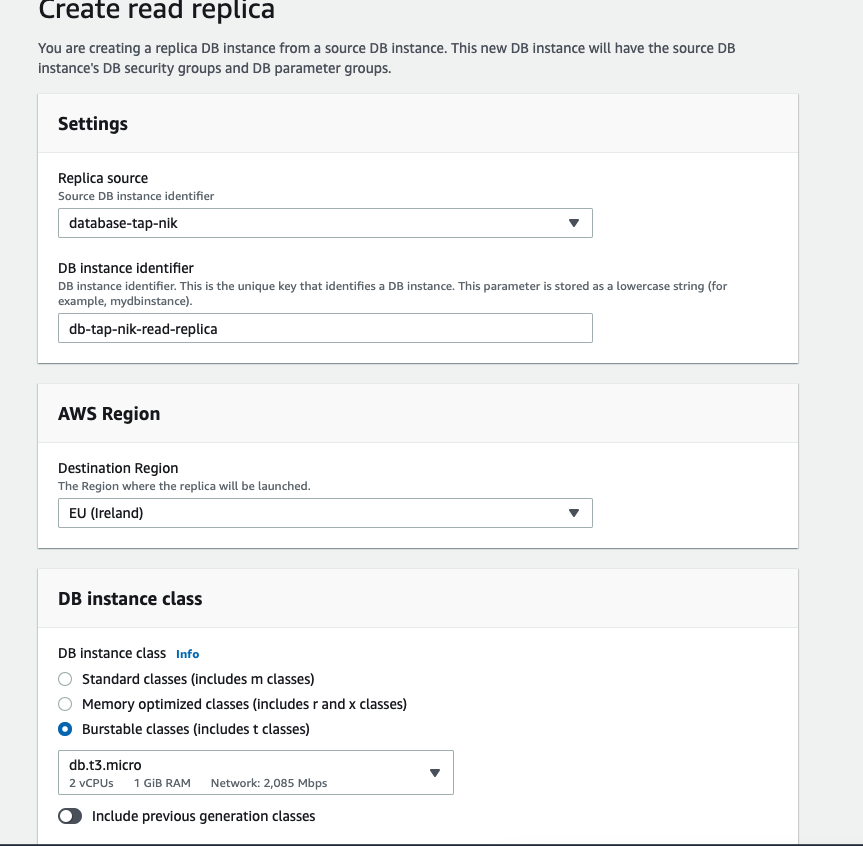 Create read replica
You are creating a replica DB instance from a source DB instance. This new DB instance will have the source DB
instance's DB security groups and DB parameter groups.
Settings
Replica source
Source DB instance identifier
database-tap-nik
DB instance identifier
DB instance identifier. This is the unique key that identifies a DB instance. This parameter is stored as a lowercase string (for
example, mydbinstance).
db-tap-nik-read-replica
AWS Region
Destination Region
The Region where the replica will be launched.
EU (Ireland)
DB instance class
DB instance class Info
Standard classes (includes m classes)
Memory optimized classes (includes r and x classes)
Burstable classes (includes t classes)
db.t3.micro
2 vCPUs 1 GiB RAM Network: 2,085 Mbps
Include previous generation classes